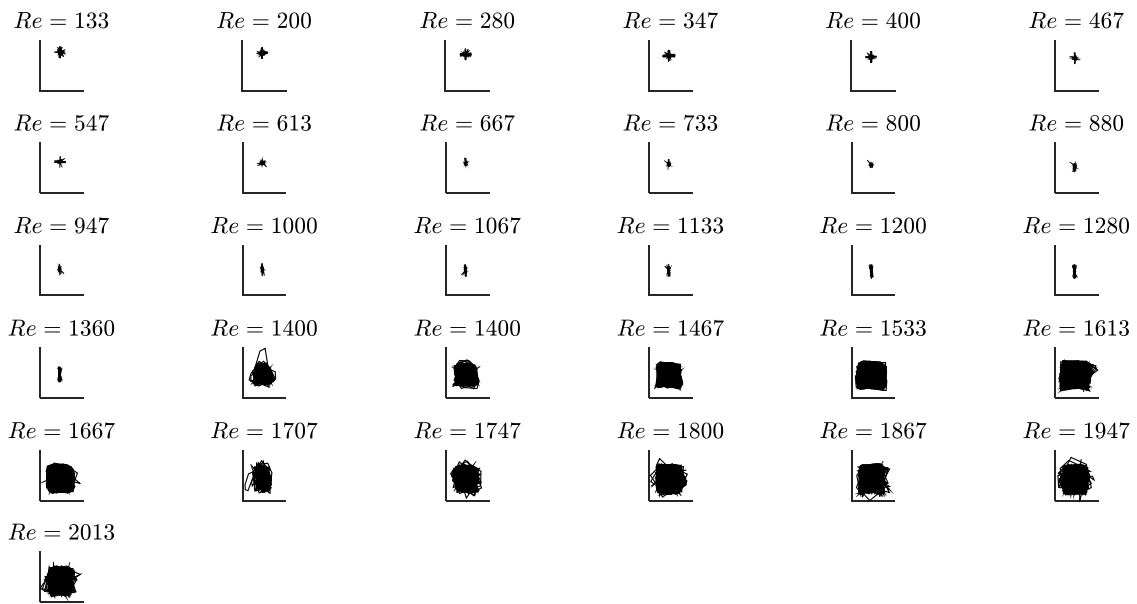 Re = 133 Re = 200 Re = 280 Re = 347 Re = 400 Re = 467
Re = 547 Re = 613 Re = 667 Re = 733 Re = 800 Re = 880
Re = 947 Re = 1000 Re = 1067 Re = 1133 Re = 1200 Re = 1280
Re = 1360 Re = 1400 Re = 1400 Re = 1467 Re = 1533 Re = 1613
Re = 1667 Re = 1707 Re = 1747 Re = 1800 Re = 1867 Re = 1947
Re = 2013